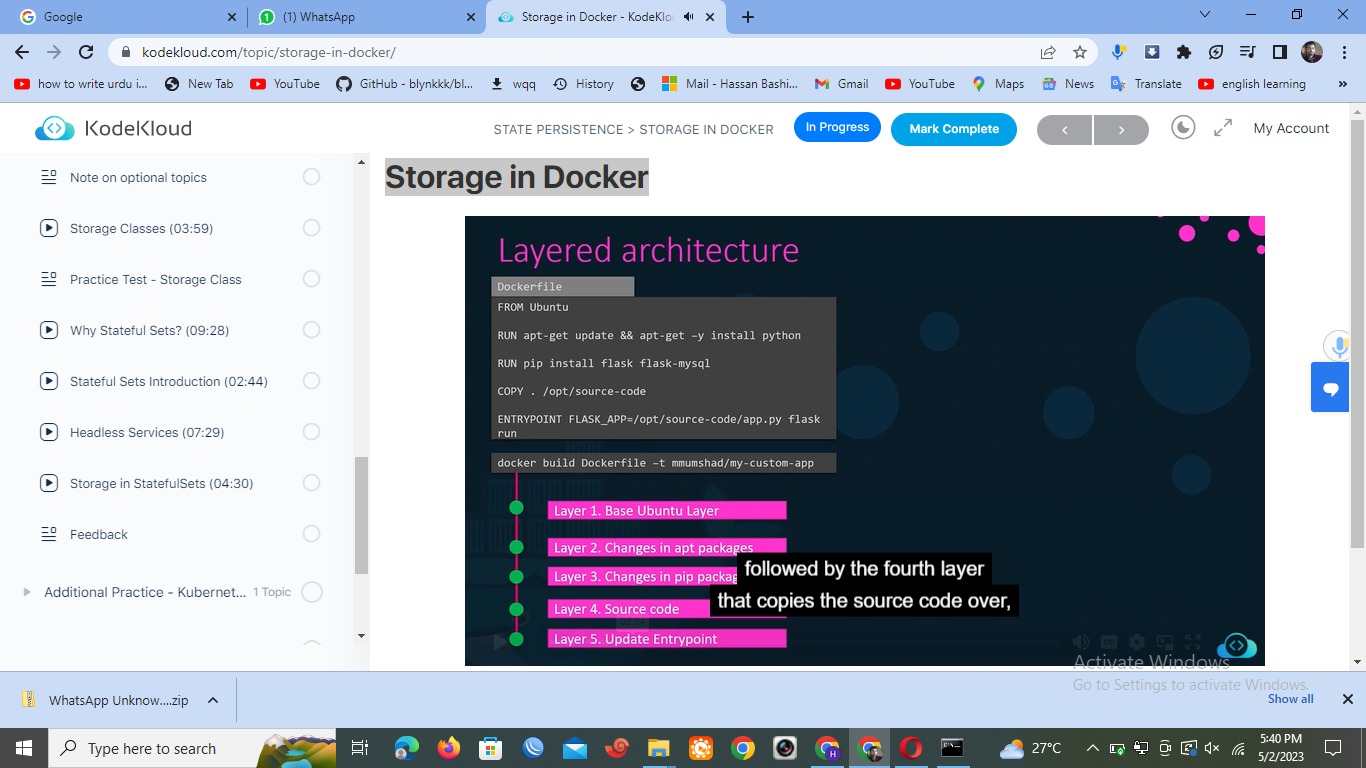 Google
(1) WhatsApp
Storage in Docker - KodeKlo
kodekloud.com/topic/storage-in-docker/
how to write urdu i...
New Tab
YouTube
GitHub - blynkkk/bl...
wqq
History
Mail - Hassan Bashi...
Gmail
YouTube
Maps
News
Translate
english learning
»
KodeKloud
STATE PERSISTENCE > STORAGE IN DOCKER
In Progress
Mark Complete
My Account
Note on optional topics
Storage Classes (03:59)
Practice Test - Storage Class
Why Stateful Sets? (09:28)
Stateful Sets Introduction (02:44)
Headless Services (07:29)
Storage in StatefulSets (04:30)
Feedback
Additional Practice - Kubernet... 1 Topic
Storage in Docker
Layered architecture
Dockerfile
FROM Ubuntu
RUN apt-get update && apt-get –y install python
RUN pip install flask flask-mysql
COPY . /opt/source-code
ENTRYPOINT FLASK_APP=/opt/source-code/app.py flask
run
docker build Dockerfile –t mmumshad/my-custom-app
Layer 1. Base Ubuntu Layer
Layer 2. Changes in apt packages
Layer 3. Changes in pip packag
Layer 4. Source code
Layer 5. Update Entrypoint
followed by the fourth layer
that copies the source code over,
Activate Windows
Go to Settings to activate Windows.
WhatsApp Unknow....zip
Show all
Type here to search
27°C
5:40 PM
5/2/2023